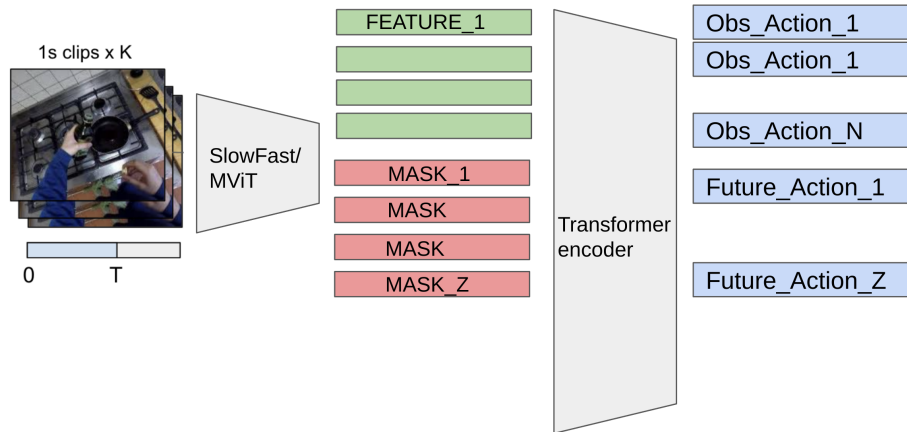 1s clips x K
0 T
SlowFast/
MViT
FEATURE_1
MASK_1
MASK
MASK
MASK_Z
Transformer
encoder
Obs_Action_1
Obs_Action_1
Obs_Action_N
Future_Action_1
Future_Action_Z